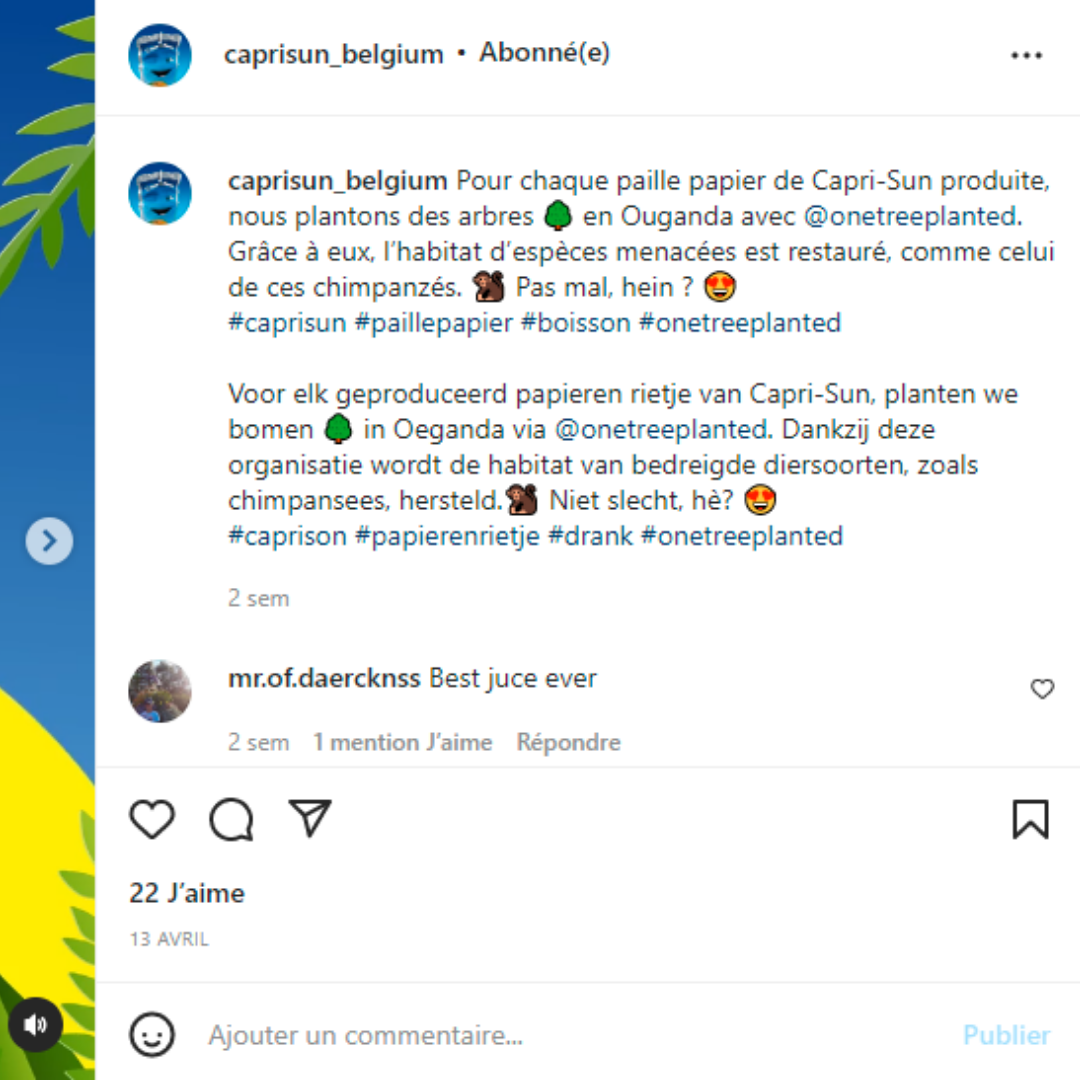 caprisun_belgium • Abonné(e)
caprisun_belgium Pour chaque paille papier de Capri-Sun produite,
nous plantons des arbres 🌳 en Ouganda avec @onetreeplanted.
Grâce à eux, l'habitat d'espèces menacées est restauré, comme celui
de ces chimpanzés. 🐒 Pas mal, hein ? 😍
#caprisun #paillepapier #boisson #onetreeplanted
Voor elk geproduceerd papieren rietje van Capri-Sun, planten we
bomen 🌳 in Oeganda via @onetreeplanted. Dankzij deze
organisatie wordt de habitat van bedreigde diersoorten, zoals
chimpansees, hersteld.🐒 Niet slecht, hè? 😍
#caprison #papierenrietje #drank #onetreeplanted
2 sem
mr.of.daercknss Best juce ever
2 sem 1 mention J'aime Répondre
22 J'aime
13 AVRIL
Ajouter un commentaire... Publier